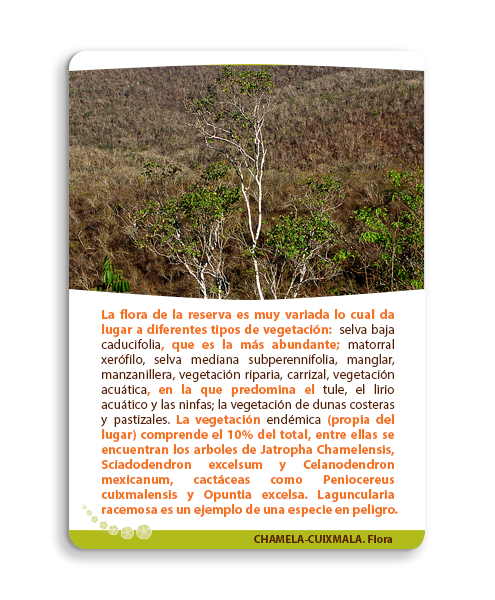 La flora de la reserva es muy variada lo cual da
lugar a diferentes tipos de vegetación: selva baja
caducifolia, que es la más abundante; matorral
xerófilo, selva mediana subperennifolia, manglar,
manzanillera, vegetación riparia, carrizal, vegetación
acuática, en la que predomina el tule, el lirio
acuático y las ninfas; la vegetación de dunas costeras
y pastizales. La vegetación endémica (propia del
lugar) comprende el 10% del total, entre ellas se
encuentran los arboles de Jatropha Chamelensis,
Sciadodendron excelsum y Celanodendron
mexicanum, cactáceas como Peniocereus
cuixmalensis y Opuntia excelsa. Laguncularia
racemosa es un ejemplo de una especie en peligro.
CHAMELA-CUIXMALA. Flora